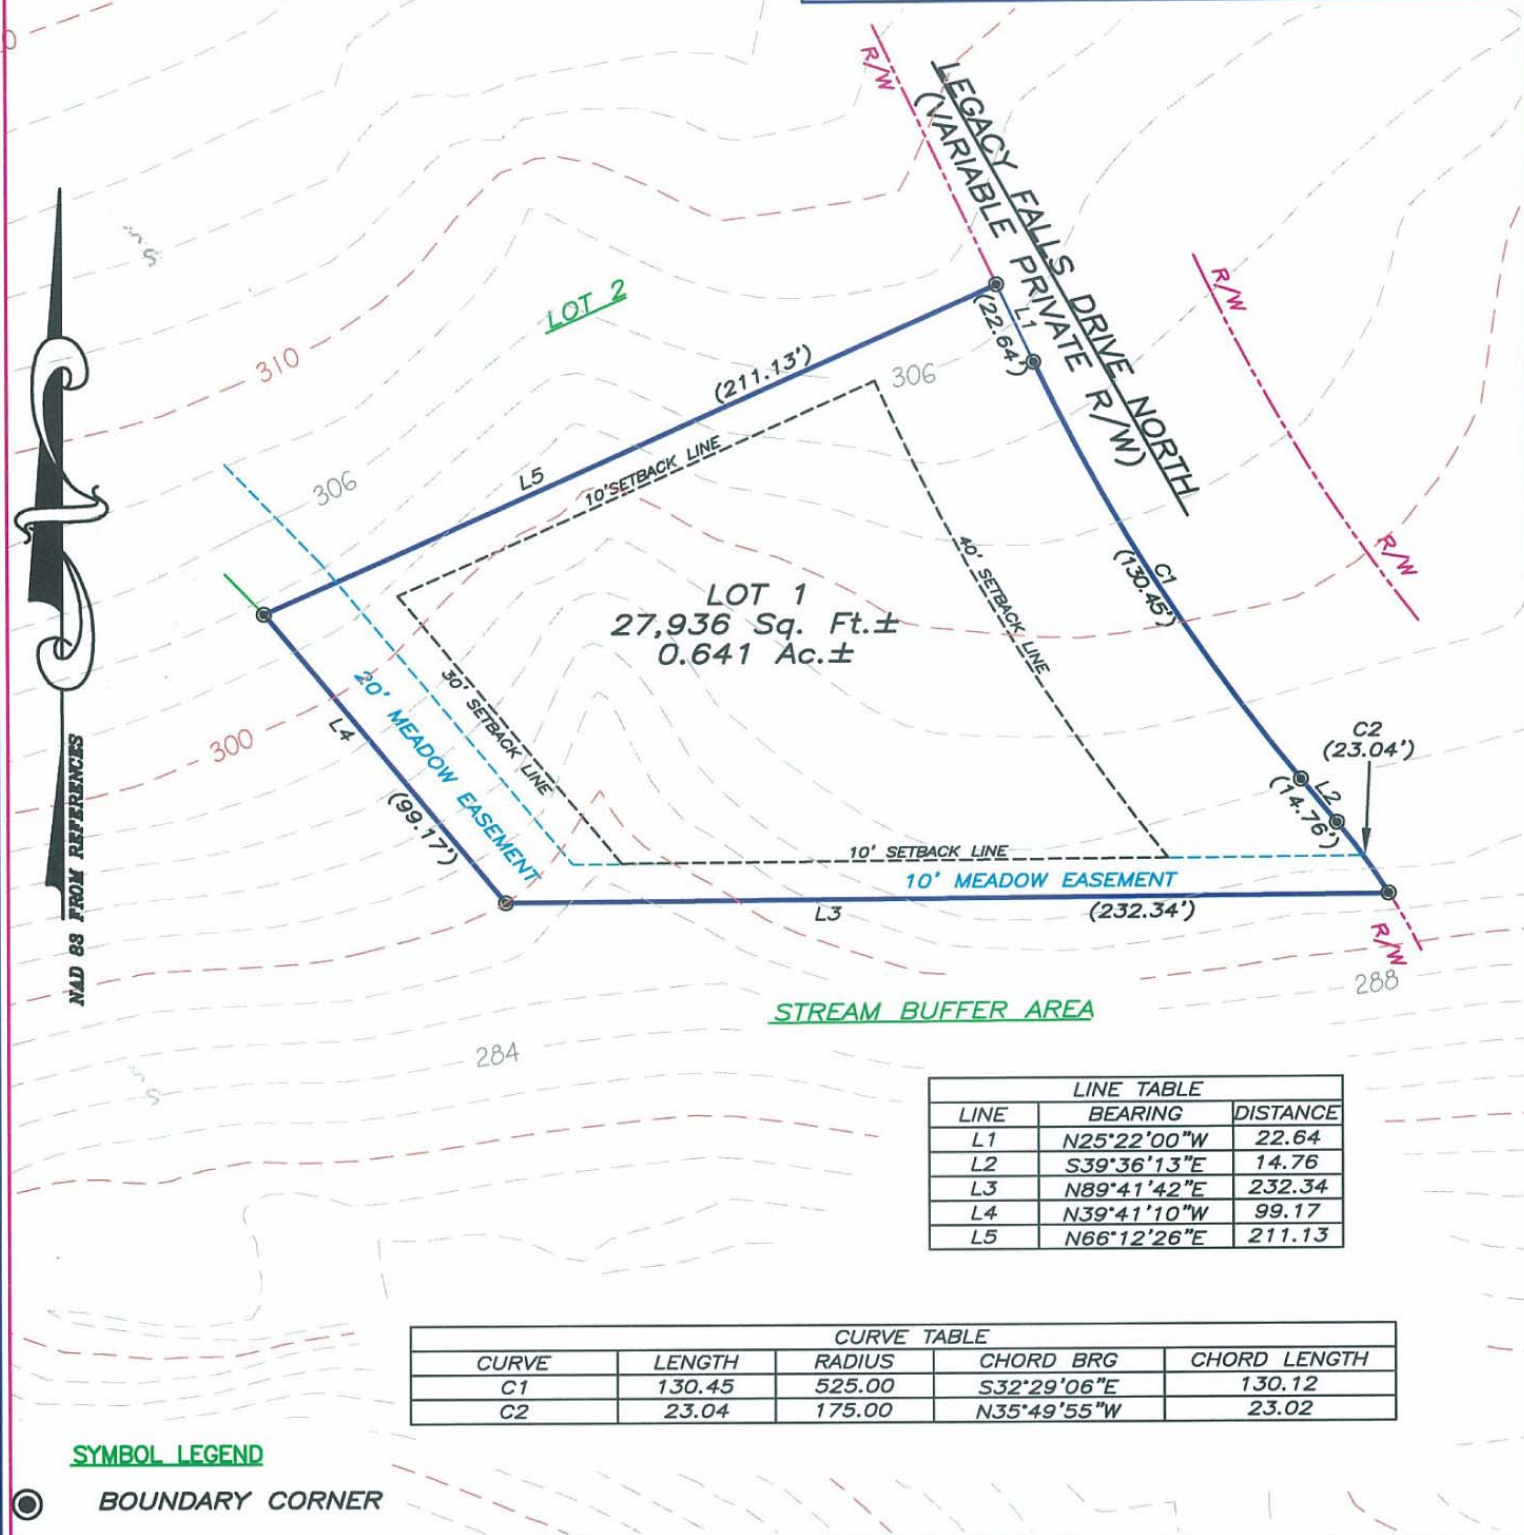 R/W
LEGACY FALLS DRIVE NORTH
(VARIABLE PRIVATE R/W)
R/W
R/W
LOT 2
310
306
306
300
L1
(22.64')
(211.13')
L5
10' SETBACK LINE
40' SETBACK LINE
C1
(130.45')
LOT 1
27,936 Sq. Ft.±
0.641 Ac.±
30' SETBACK LINE
20' MEADOW EASEMENT
L4
(99.17')
C2
(23.04')
L2
(14.76')
10' SETBACK LINE
10' MEADOW EASEMENT
L3
(232.34')
R/W
288
STREAM BUFFER AREA
284
NAD 83 FROM REFERENCES
LINE TABLE
LINE BEARING DISTANCE
L1 N25°22'00"W 22.64
L2 S39°36'13"E 14.76
L3 N89°41'42"E 232.34
L4 N39°41'10"W 99.17
L5 N66°12'26"E 211.13
CURVE TABLE
CURVE LENGTH RADIUS CHORD BRG CHORD LENGTH
C1 130.45 525.00 S32°29'06"E 130.12
C2 23.04 175.00 N35°49'55"W 23.02
SYMBOL LEGEND
BOUNDARY CORNER